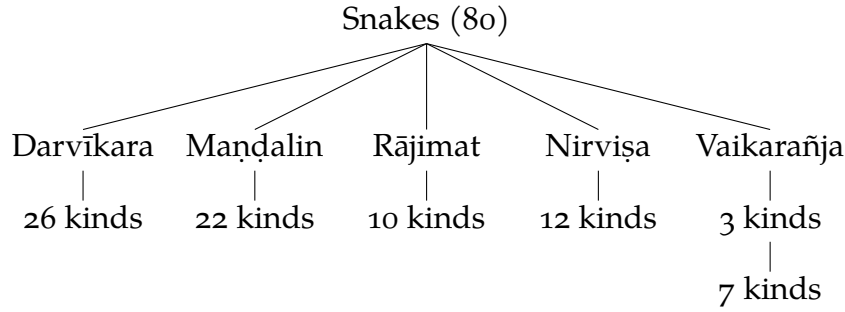 Snakes (80)
Darvīkara Maṇḍalin Rājimat Nirviṣa Vaikarañja
26 kinds 22 kinds 10 kinds 12 kinds 3 kinds
7 kinds